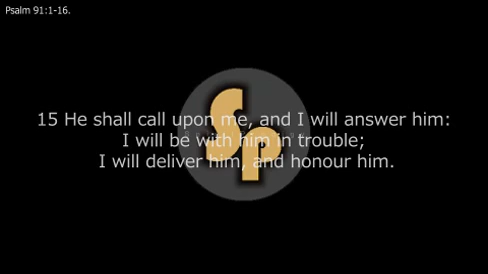 Psalm 91:1-16.
15 He shall call upon me, and I will answer him:
I will be with him in trouble;
I will deliver him, and honour him.
Sp